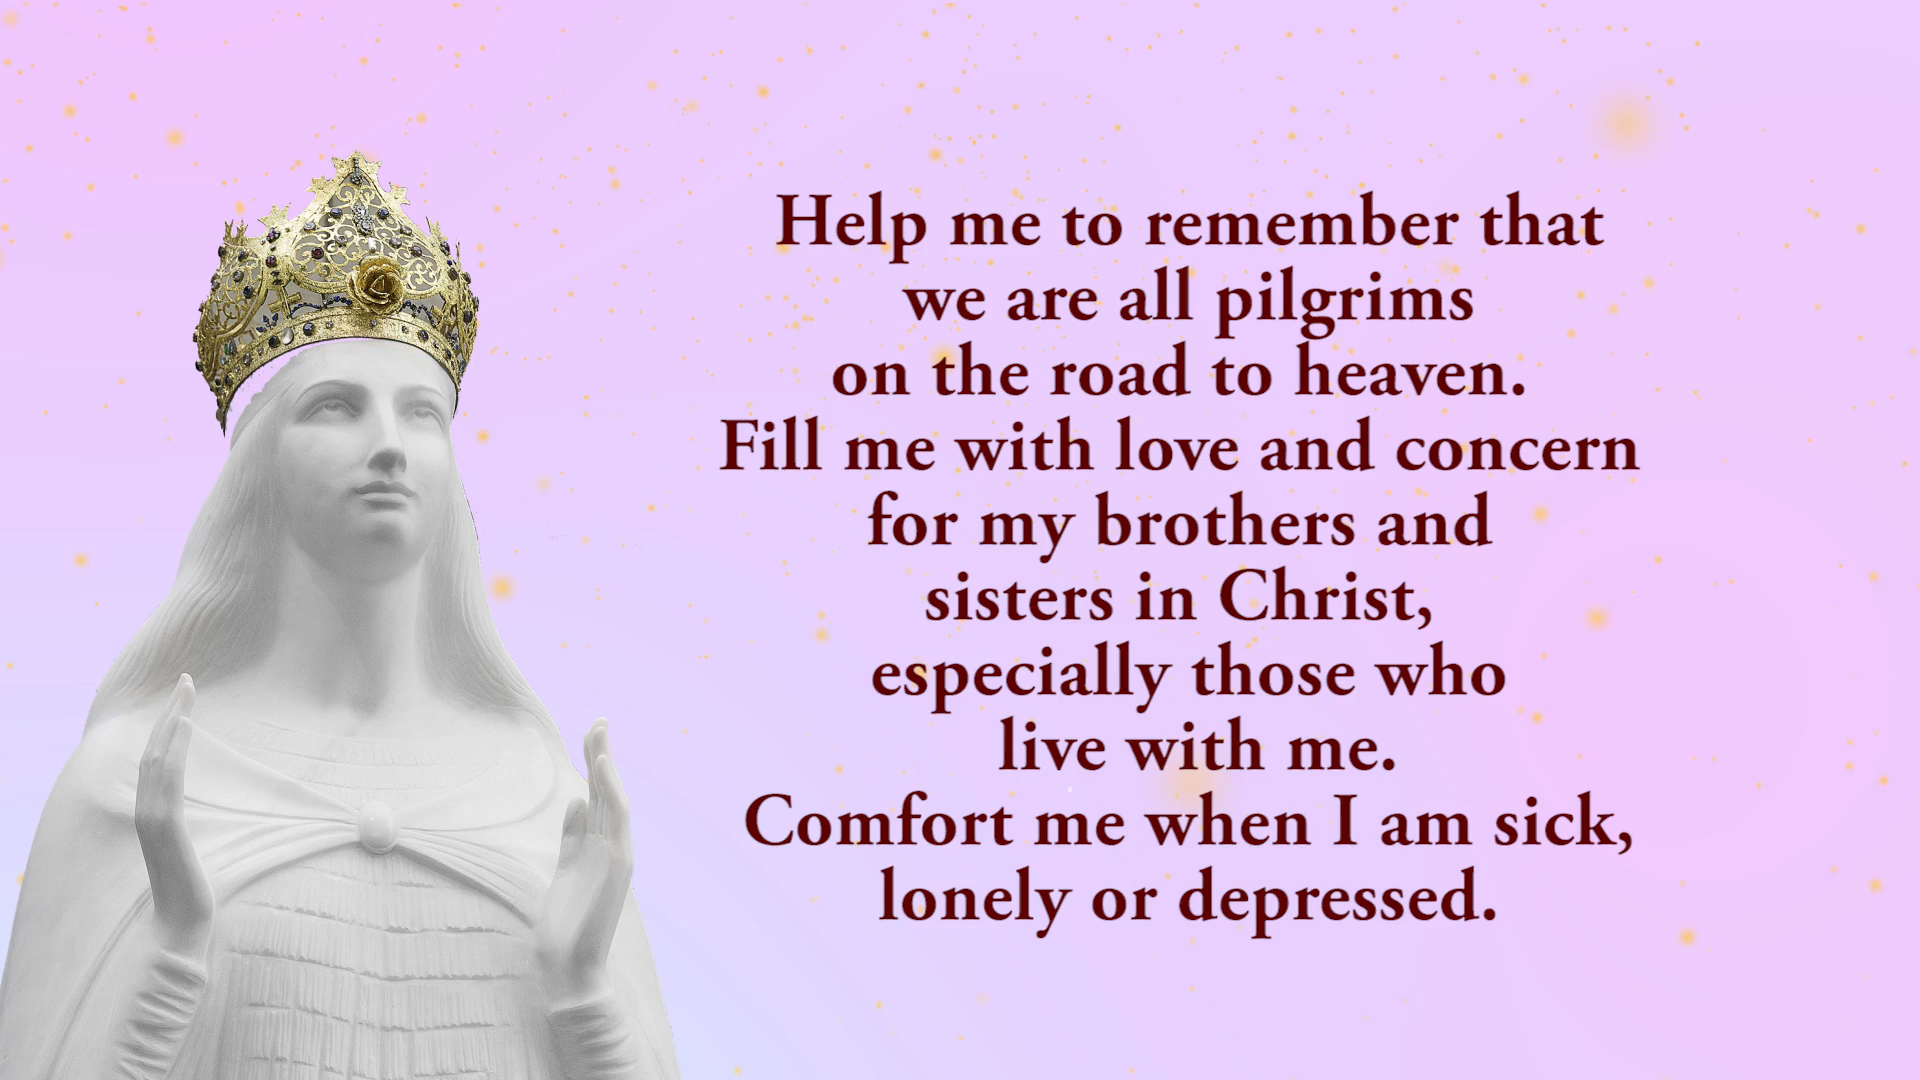 Help me to remember that
we are all pilgrims
on the road to heaven.
Fill me with love and concern
for my brothers and
sisters in Christ,
especially those who
live with me.
Comfort me when I am sick,
lonely or depressed.